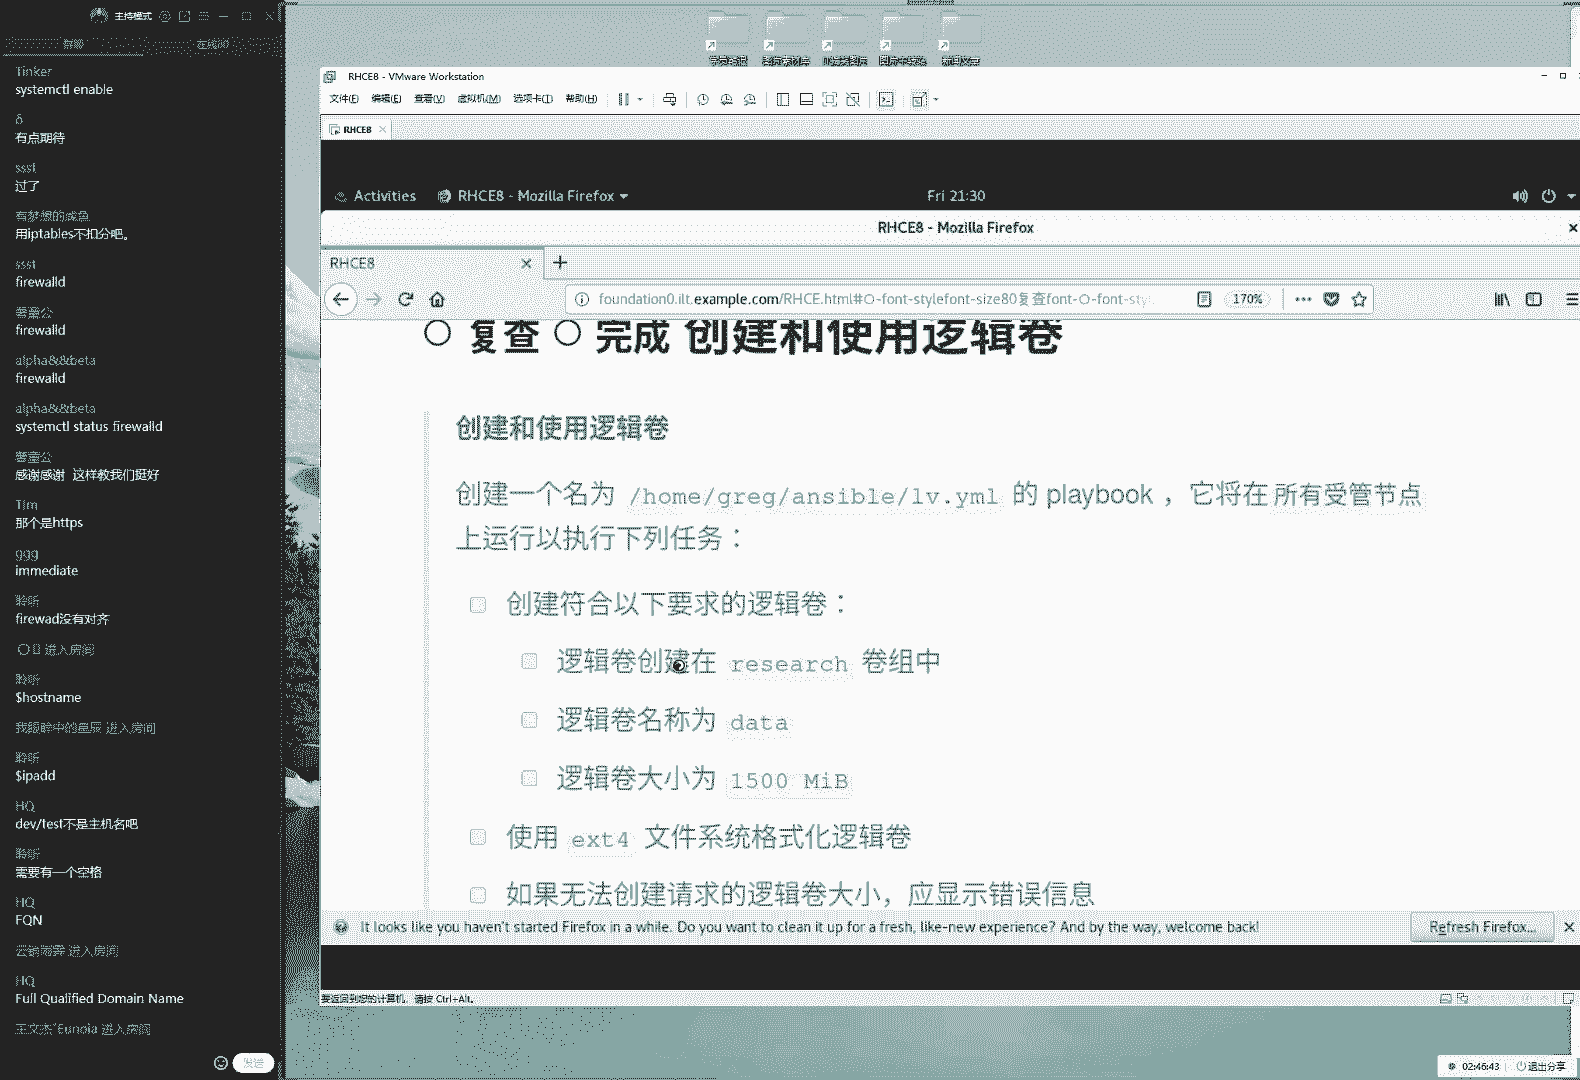 主持模式
群聊
Tinker
systemctl enable
δ
有点期待
ssst
过了
有梦想的咸鱼
用iptables不扣分吧。
ssst
firewalld
馨童公
firewalld
alpha&&beta
firewalld
alpha&&beta
systemctl status firewalld
馨童公
感谢感谢 这样教我们挺好
Tim
那个是https
ggg
immediate
聆听
firewad没有对齐
进入房间
聆听
$hostname
我眼眸中的星辰 进入房间
聆听
$ipadd
HQ
dev/test不是主机名吧
聆听
需要有一个空格
HQ
FQN
进入房间
HQ
Full Qualified Domain Name
王文杰~Eunoia 进入房间
发送
RHCE8 - VMware Workstation
文件(F) 编辑(E) 查看(V) 虚拟机(M) 选项卡(T) 帮助(H)
RHCE8
Activities RHCE8 - Mozilla Firefox Fri 21:30
RHCE8 - Mozilla Firefox
RHCE8
foundation0.ilt.example.com/RHCE.html#○-font-stylefont-size80复查font-○-font-sty
170%
○ 复查 ○ 完成 创建和使用逻辑卷
创建和使用逻辑卷
创建一个名为 /home/greg/ansible/lv.yml 的 playbook ，它将在所有受管节点
上运行以执行下列任务：
创建符合以下要求的逻辑卷：
逻辑卷创建在 research 卷组中
逻辑卷名称为 data
逻辑卷大小为 1500 MiB
使用 ext4 文件系统格式化逻辑卷
如果无法创建请求的逻辑卷大小，应显示错误信息
It looks like you haven't started Firefox in a while. Do you want to clean it up for a fresh, like-new experience? And by the way, welcome back!
Refresh Firefox...
要返回到您的计算机，请按 Ctrl+Alt。
02:46:43 退出分享